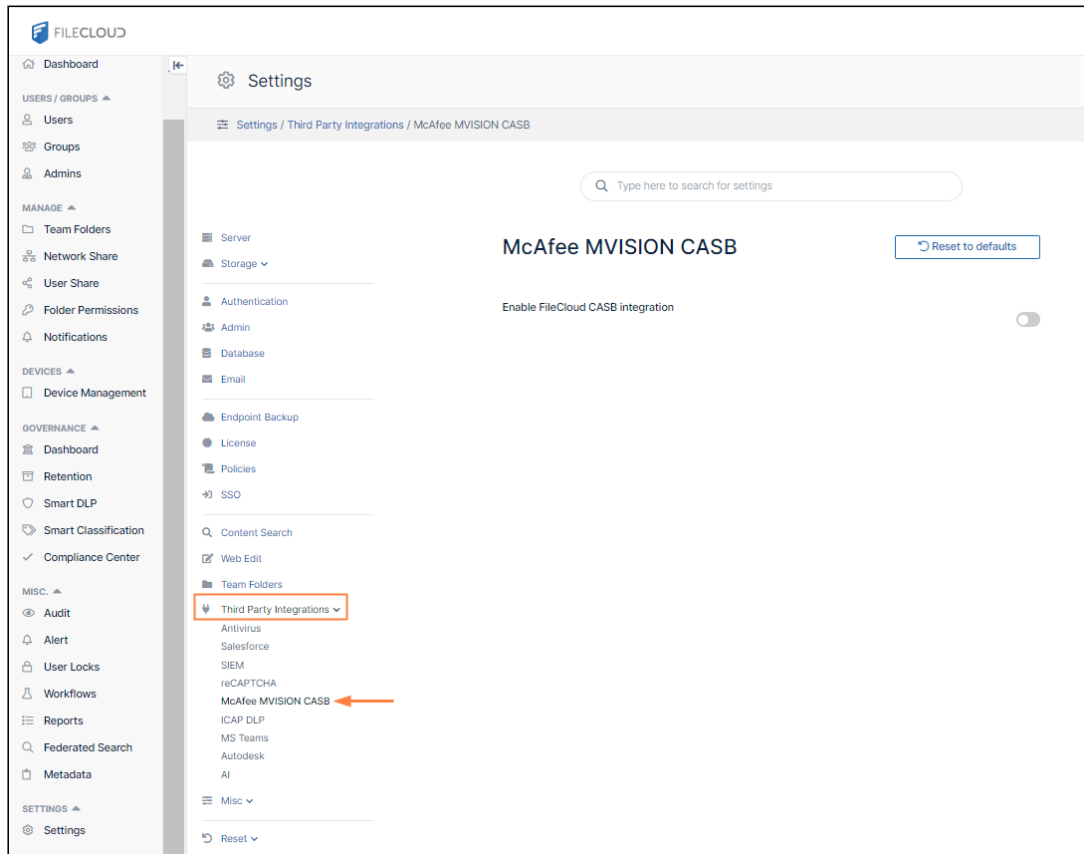 FILECLOUD
Dashboard
USERS / GROUPS
Users
Groups
Admins
MANAGE
Team Folders
Network Share
User Share
Folder Permissions
Notifications
DEVICES
Device Management
GOVERNANCE
Dashboard
Retention
Smart DLP
Smart Classification
Compliance Center
MISC.
Audit
Alert
User Locks
Workflows
Reports
Federated Search
Metadata
SETTINGS
Settings
Settings
Settings / Third Party Integrations / McAfee MVISION CASB
Type here to search for settings
Server
Storage
Authentication
Admin
Database
Email
Endpoint Backup
License
Policies
SSO
Content Search
Web Edit
Team Folders
Third Party Integrations
Antivirus
Salesforce
SIEM
reCAPTCHA
McAfee MVISION CASB
ICAP DLP
MS Teams
Autodesk
AI
Misc
Reset
McAfee MVISION CASB
Reset to defaults
Enable FileCloud CASB integration